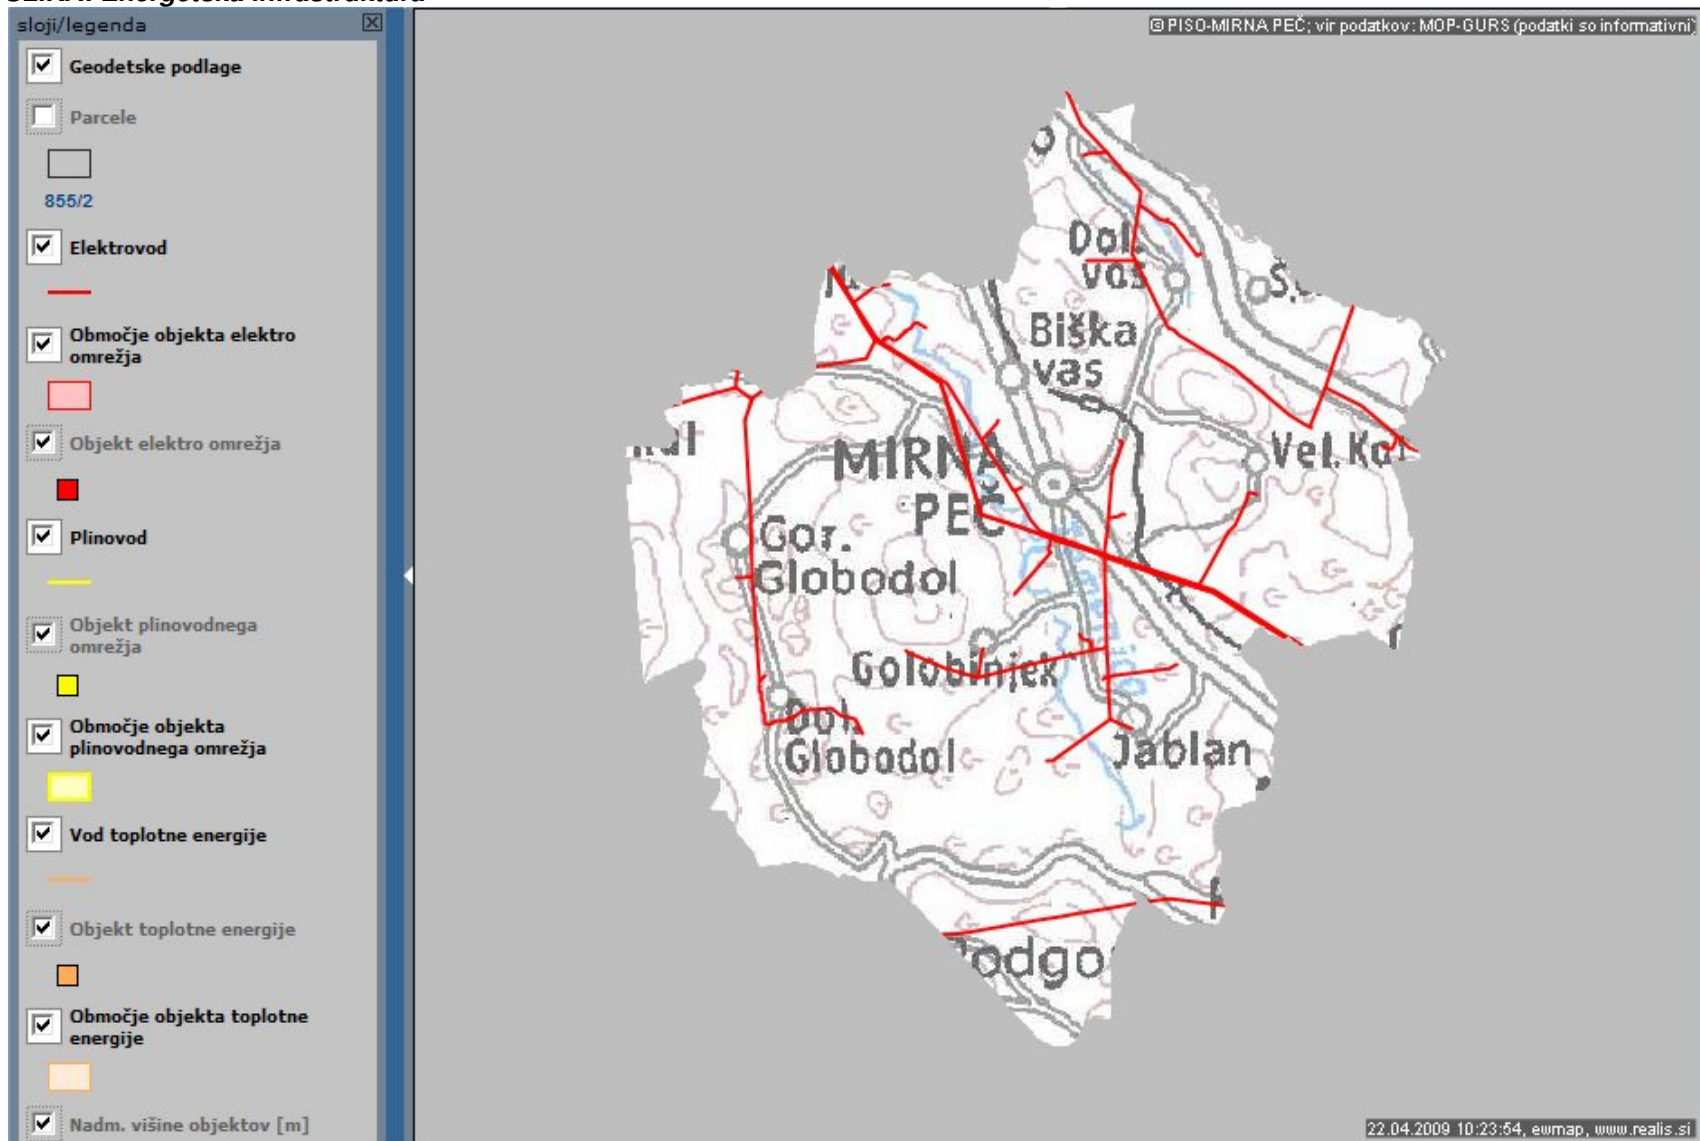 sloji/legenda
© PISO-MIRNA PEČ; vir podatkov: MOP-GURS (podatki so informativni)
Geodetske podlage
Parcele
855/2
Elektrovod
Območje objekta elektro
omrežja
Objekt elektro omrežja
Plinovod
Objekt plinovodnega
omrežja
Območje objekta
plinovodnega omrežja
Vod toplotne energije
Objekt toplotne energije
Območje objekta toplotne
energije
Nadm. višine objektov [m]
Dol.
vas
Biška
vas
MIRNA
PEČ
Vel. Kal
Gor.
Globodol
Golobinjek
Dol.
Globodol
Jablan
odgo
22.04.2009 10:23:54, ewmap, www.realis.si